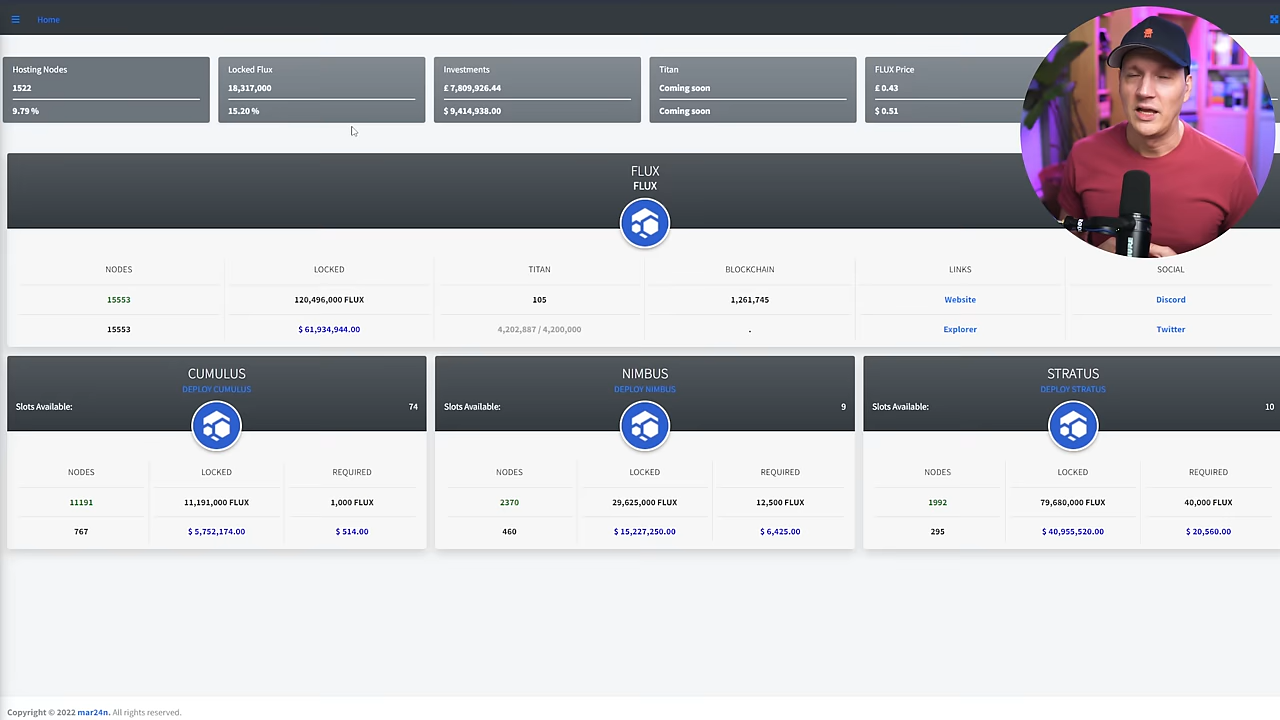 Home
Hosting Nodes
1522
9.79 %
Locked Flux
18,317,000
15.20 %
Investments
£ 7,809,926.44
$ 9,414,938.00
Titan
Coming soon
Coming soon
FLUX Price
£ 0.43
$ 0.51
FLUX
FLUX
NODES
LOCKED
TITAN
BLOCKCHAIN
LINKS
SOCIAL
15553
120,496,000 FLUX
105
1,261,745
Website
Discord
15553
$ 61,934,944.00
4,202,887 / 4,200,000
.
Explorer
Twitter
CUMULUS
DEPLOY CUMULUS
Slots Available: 74
NODES
LOCKED
REQUIRED
11191
11,191,000 FLUX
1,000 FLUX
767
$ 5,752,174.00
$ 514.00
NIMBUS
DEPLOY NIMBUS
Slots Available: 9
NODES
LOCKED
REQUIRED
2370
29,625,000 FLUX
12,500 FLUX
460
$ 15,227,250.00
$ 6,425.00
STRATUS
DEPLOY STRATUS
Slots Available: 10
NODES
LOCKED
REQUIRED
1992
79,680,000 FLUX
40,000 FLUX
295
$ 40,955,520.00
$ 20,560.00
Copyright © 2022 mar24n. All rights reserved.